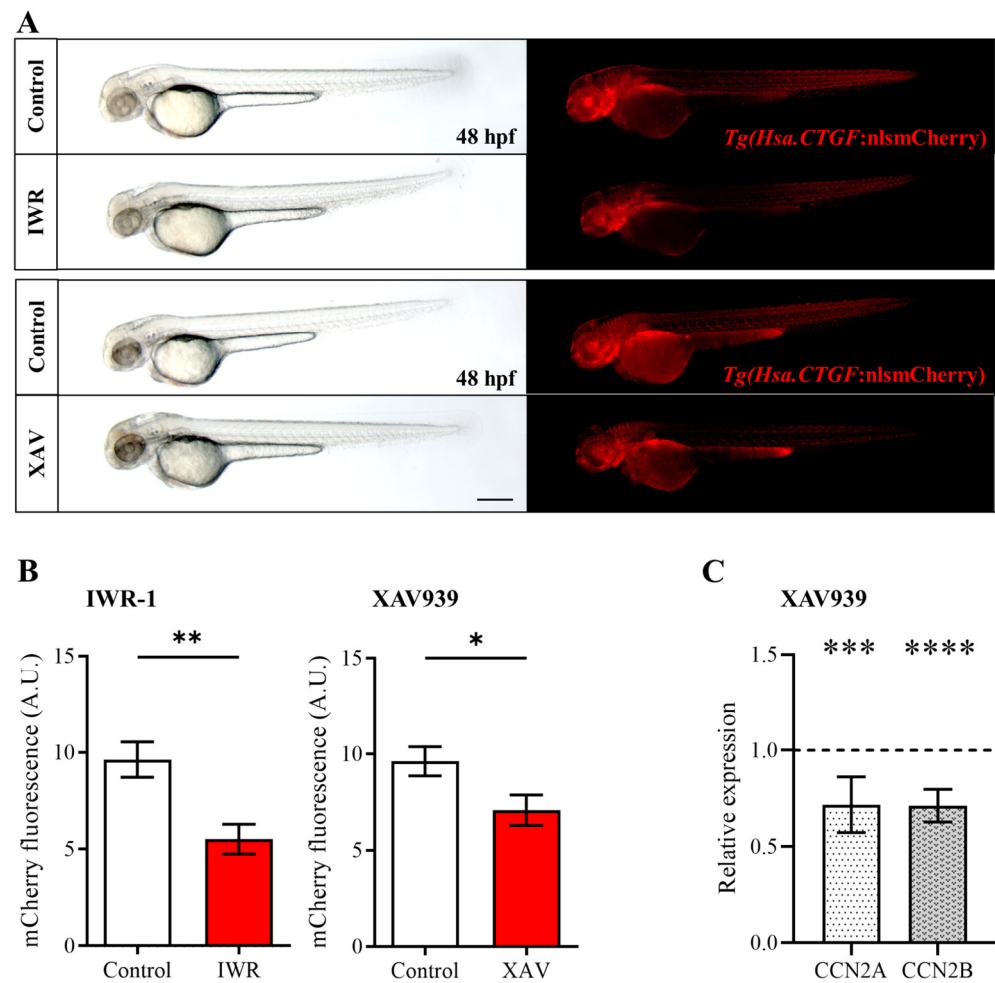 A
Control
48 hpf
Tg(Hsa.CTGF:nlsmCherry)
IWR
Control
48 hpf
Tg(Hsa.CTGF:nlsmCherry)
XAV
B
IWR-1
**
mCherry fluorescence (A.U.)
15
10
5
0
Control
IWR
XAV939
*
mCherry fluorescence (A.U.)
15
10
5
0
Control
XAV
C
XAV939
***
****
Relative expression
1.5
1.0
0.5
0.0
CCN2A
CCN2B